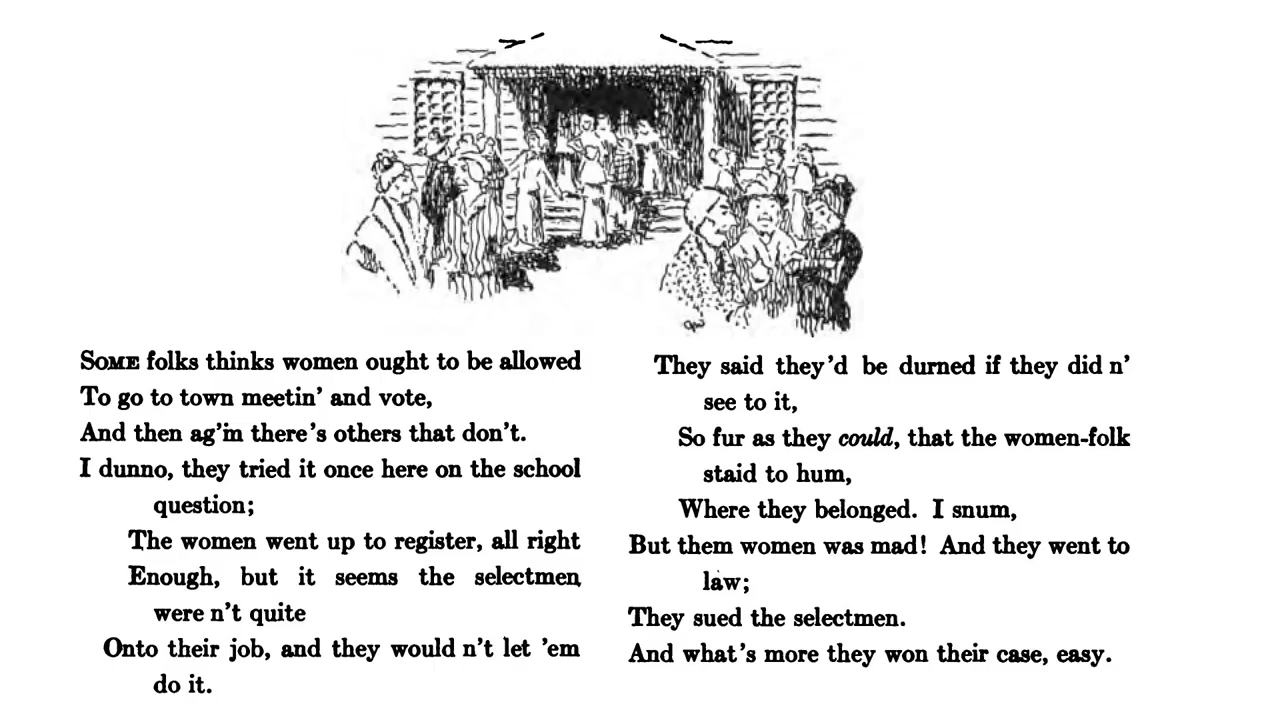 SOME folks thinks women ought to be allowed
To go to town meetin' and vote,
And then ag'in there's others that don't.
I dunno, they tried it once here on the school
question;
The women went up to register, all right
Enough, but it seems the selectmen
were n't quite
Onto their job, and they would n't let 'em
do it.
They said they'd be durned if they did n'
see to it,
So fur as they could, that the women-folk
staid to hum,
Where they belonged. I snum,
But them women was mad! And they went to
law;
They sued the selectmen.
And what's more they won their case, easy.